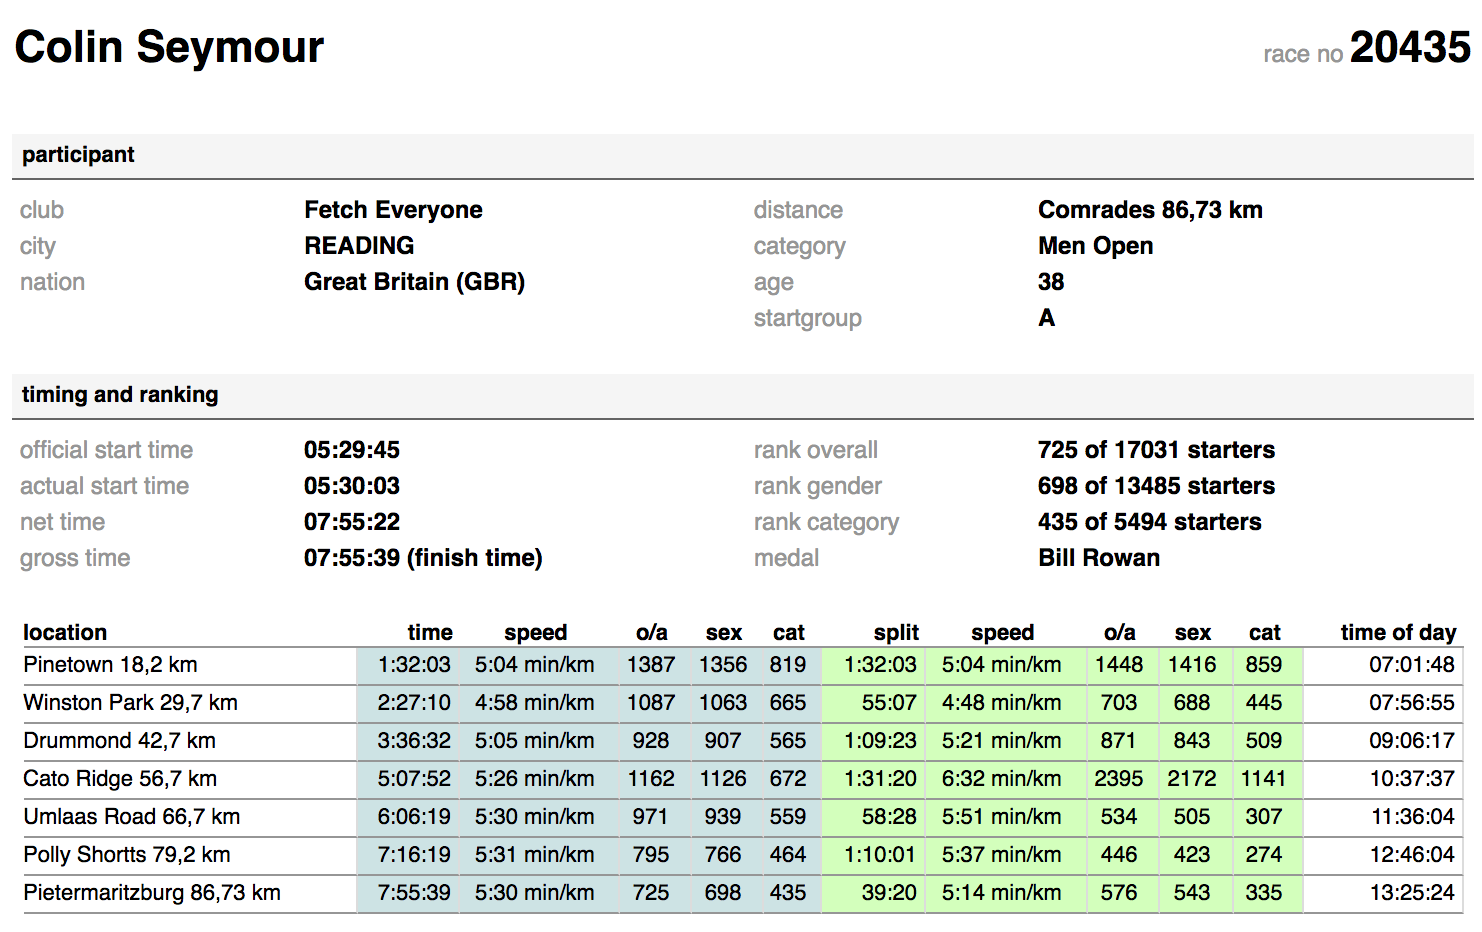 Colin Seymour race no 20435
participant
club Fetch Everyone distance Comrades 86,73 km
city READING category Men Open
nation Great Britain (GBR) age 38
startgroup A
timing and ranking
official start time 05:29:45 rank overall 725 of 17031 starters
actual start time 05:30:03 rank gender 698 of 13485 starters
net time 07:55:22 rank category 435 of 5494 starters
gross time 07:55:39 (finish time) medal Bill Rowan
location time speed o/a sex cat split speed o/a sex cat time of day
Pinetown 18,2 km 1:32:03 5:04 min/km 1387 1356 819 1:32:03 5:04 min/km 1448 1416 859 07:01:48
Winston Park 29,7 km 2:27:10 4:58 min/km 1087 1063 665 55:07 4:48 min/km 703 688 445 07:56:55
Drummond 42,7 km 3:36:32 5:05 min/km 928 907 565 1:09:23 5:21 min/km 871 843 509 09:06:17
Cato Ridge 56,7 km 5:07:52 5:26 min/km 1162 1126 672 1:31:20 6:32 min/km 2395 2172 1141 10:37:37
Umlaas Road 66,7 km 6:06:19 5:30 min/km 971 939 559 58:28 5:51 min/km 534 505 307 11:36:04
Polly Shortts 79,2 km 7:16:19 5:31 min/km 795 766 464 1:10:01 5:37 min/km 446 423 274 12:46:04
Pietermaritzburg 86,73 km 7:55:39 5:30 min/km 725 698 435 39:20 5:14 min/km 576 543 335 13:25:24